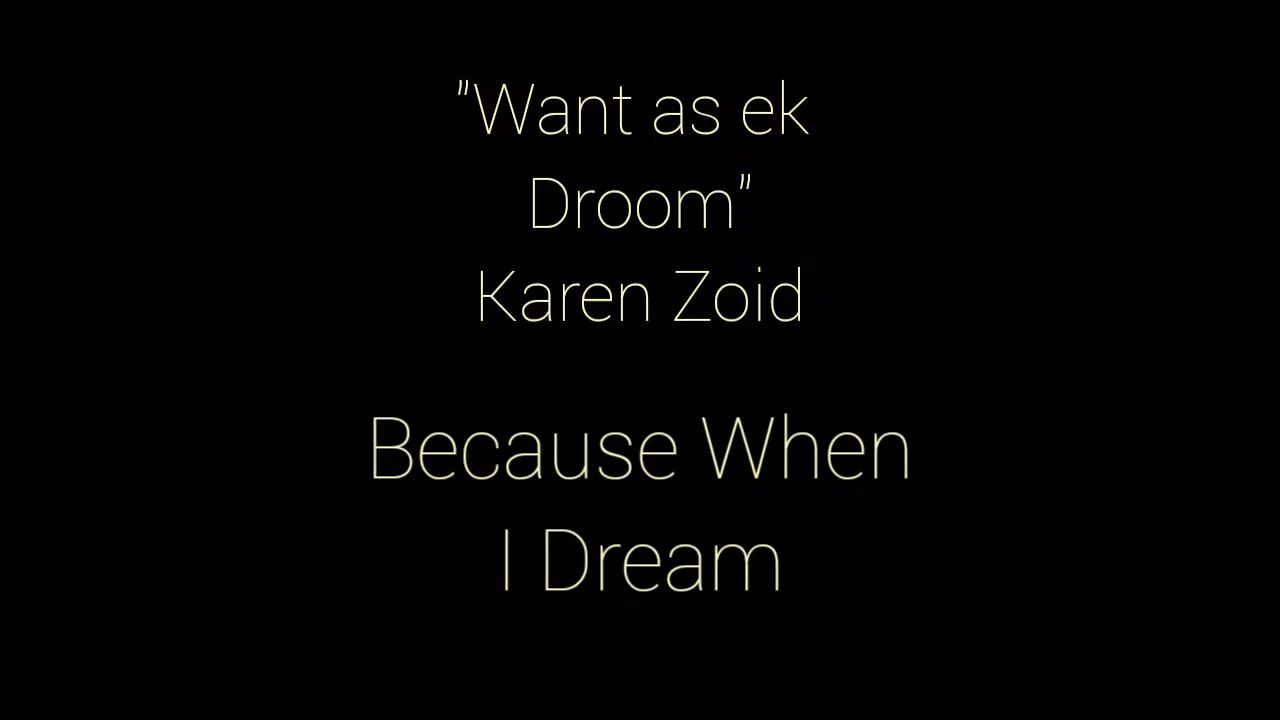 "Want as ek
Droom"
Karen Zoid
Because When
I Dream